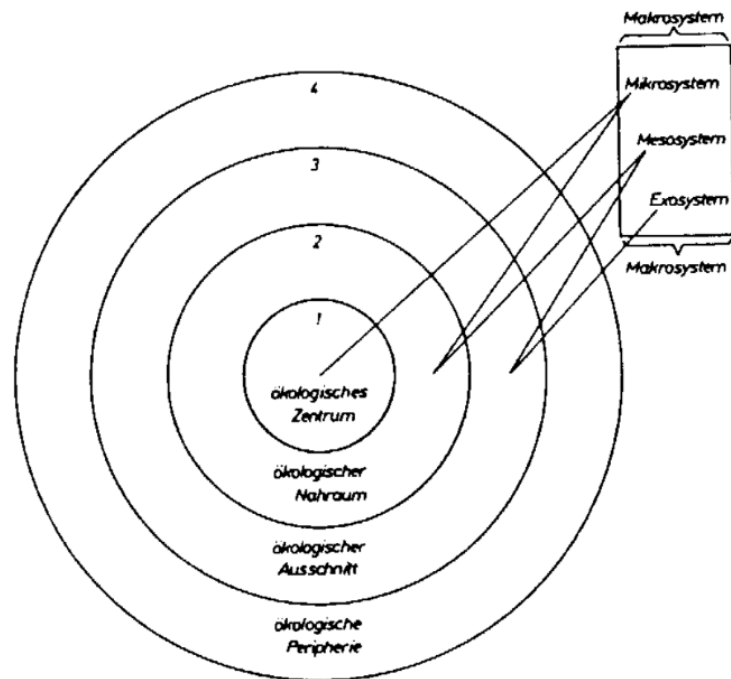 Makrosystem
Mikrosystem
Mesosystem
Exosystem
Makrosystem
4
3
2
1
ökologisches
Zentrum
ökologischer
Nahraum
ökologischer
Ausschnitt
ökologische
Peripherie